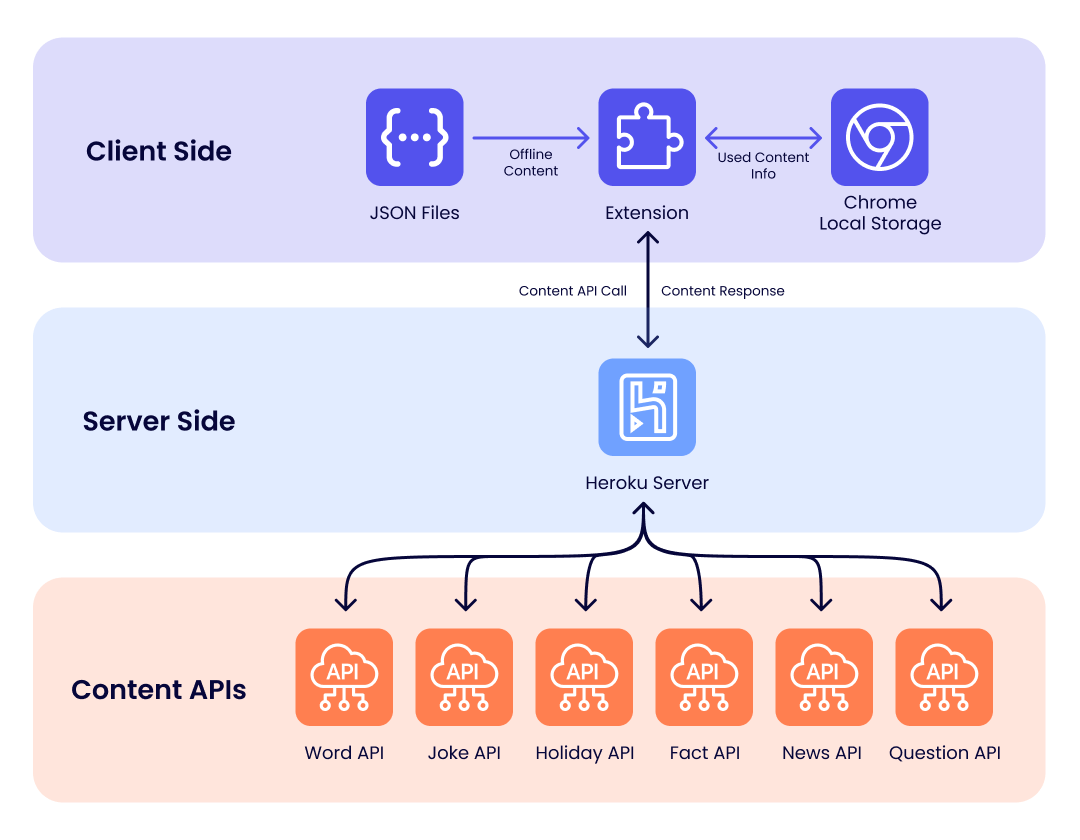 Client Side
Offline
Content
Used Content
Info
JSON Files
Extension
Chrome
Local Storage
Content API Call
Content Response
Server Side
Heroku Server
Content APIs
API
API
API
API
API
API
Word API
Joke API
Holiday API
Fact API
News API
Question API